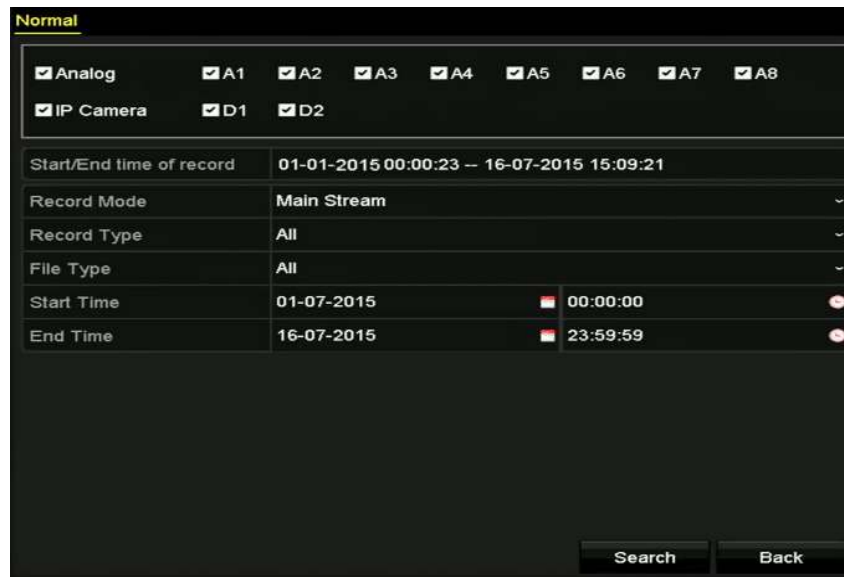 Normal
Analog A1 A2 A3 A4 A5 A6 A7 A8
IP Camera D1 D2
Start/End time of record 01-01-2015 00:00:23 -- 16-07-2015 15:09:21
Record Mode Main Stream
Record Type All
File Type All
Start Time 01-07-2015 00:00:00
End Time 16-07-2015 23:59:59
Search Back